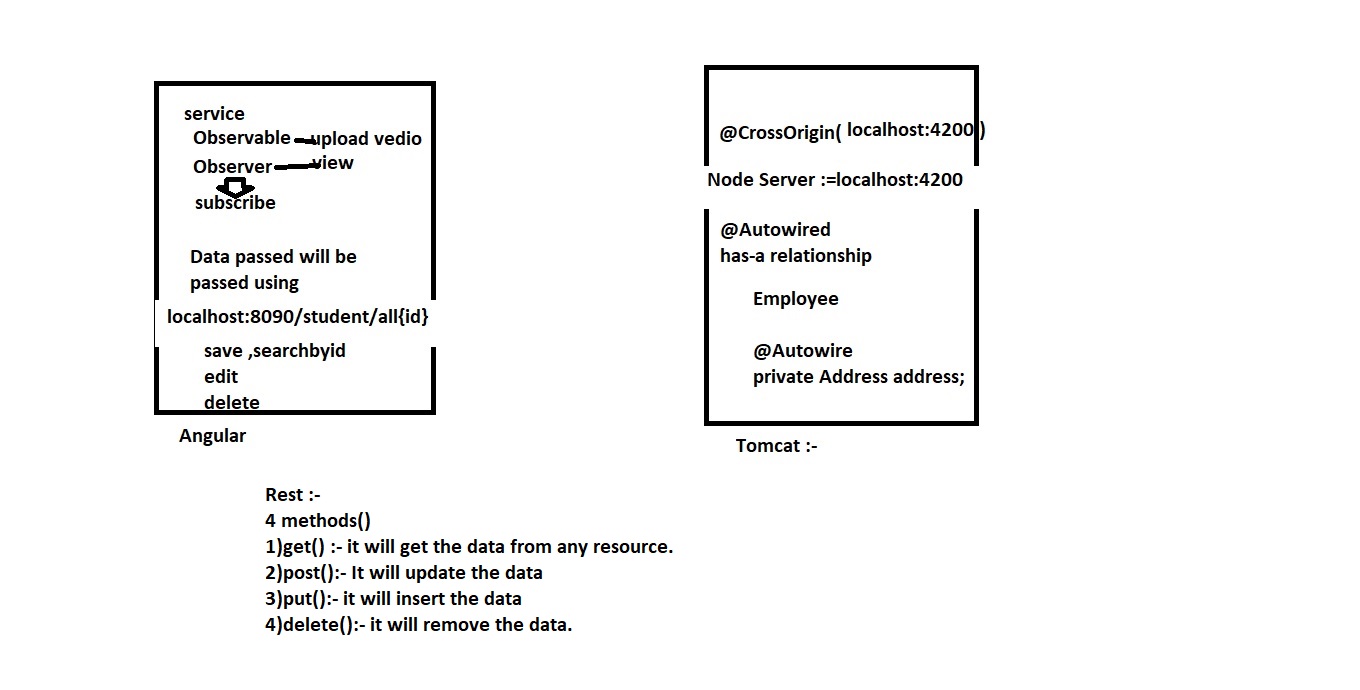 service
Observable upload vedio
Observer view
subscribe
Data passed will be
passed using
localhost:8090/student/all{id}
save ,searchbyid
edit
delete
Angular
@CrossOrigin( localhost:4200 )
Node Server :=localhost:4200
@Autowired
has-a relationship
Employee
@Autowire
private Address address;
Tomcat :-
Rest :-
4 methods()
1)get() :- it will get the data from any resource.
2)post():- It will update the data
3)put():- it will insert the data
4)delete():- it will remove the data.